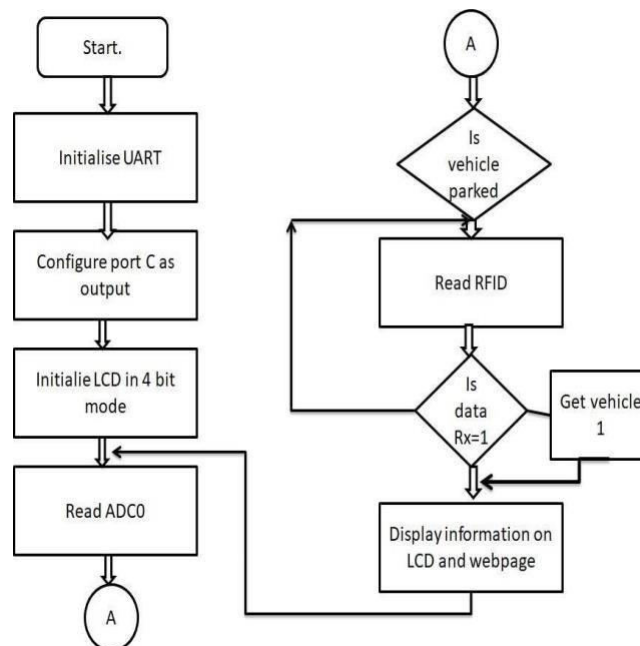 Start.
Initialise UART
Configure port C as
output
Initialie LCD in 4 bit
mode
Read ADC0
A
A
Is
vehicle
parked
Read RFID
Is
data
Rx=1
Get vehicle
1
Display information on
LCD and webpage